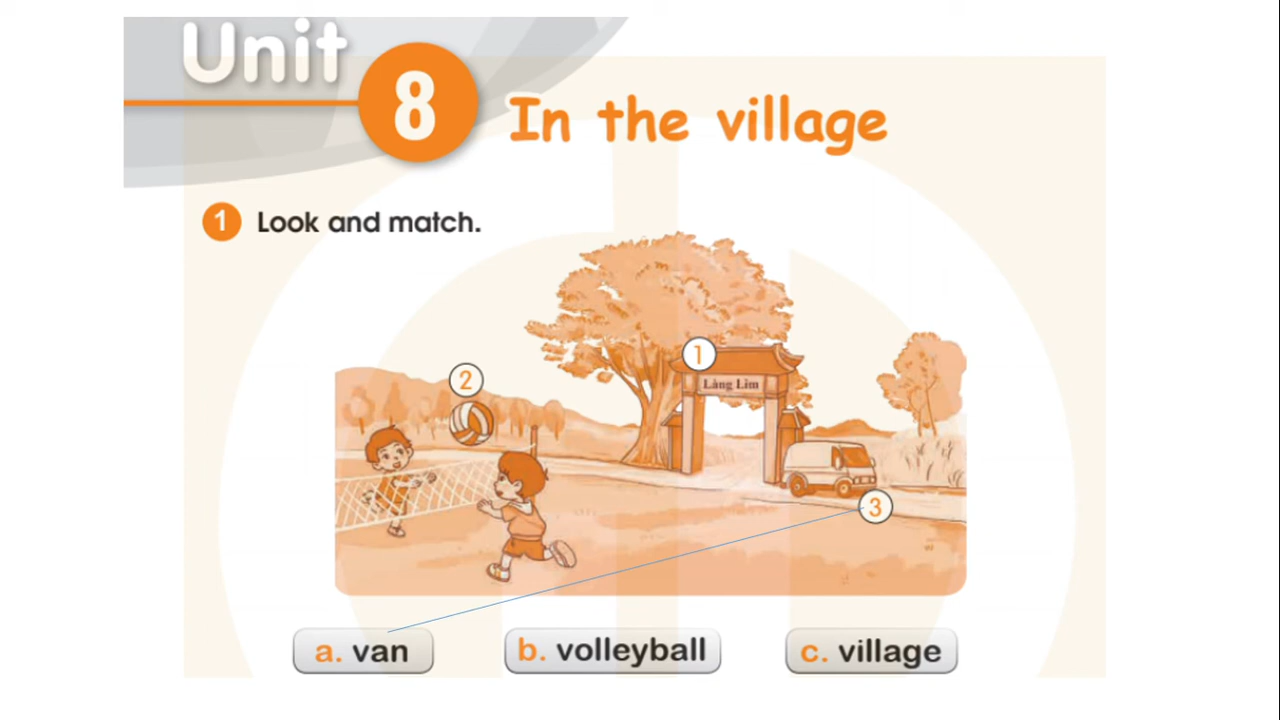 Unit
8
In the village
1 Look and match.
1
Làng Lim
2
3
a. van
b. volleyball
c. village